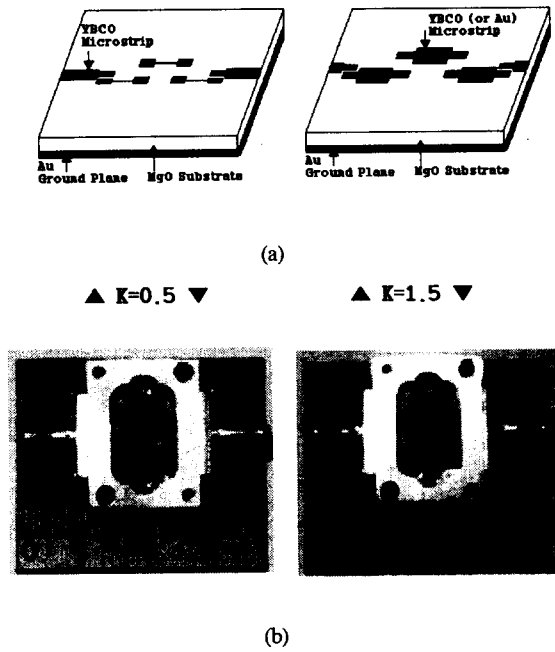 YBCO
Microstrip
YBCO (or Au)
Microstrip
Au
Ground Plane
MgO Substrate
Au
Ground Plane
MgO Substrate
(a)
▲ K=0.5 ▼
▲ K=1.5 ▼
(b)